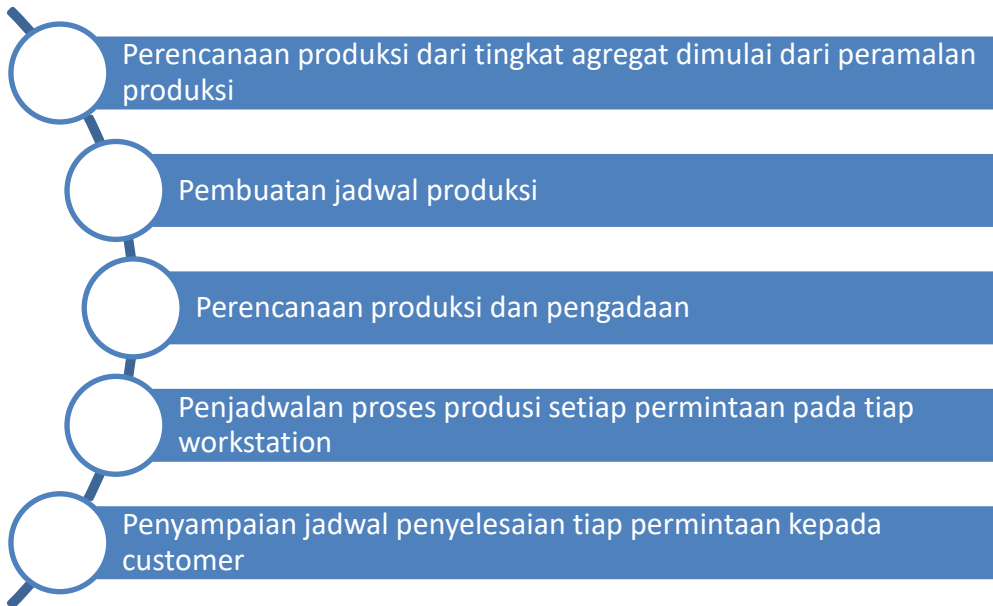 Perencanaan produksi dari tingkat agregat dimulai dari peramalan
produksi
Pembuatan jadwal produksi
Perencanaan produksi dan pengadaan
Penjadwalan proses produsi setiap permintaan pada tiap
workstation
Penyampaian jadwal penyelesaian tiap permintaan kepada
customer